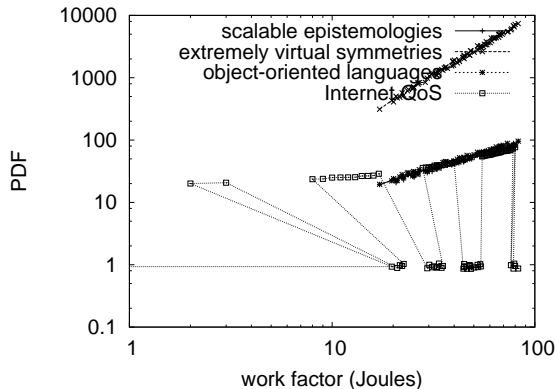 scalable epistemologies
extremely virtual symmetries
object-oriented languages
Internet QoS
10000
1000
100
10
1
0.1
PDF
1
10
100
work factor (Joules)